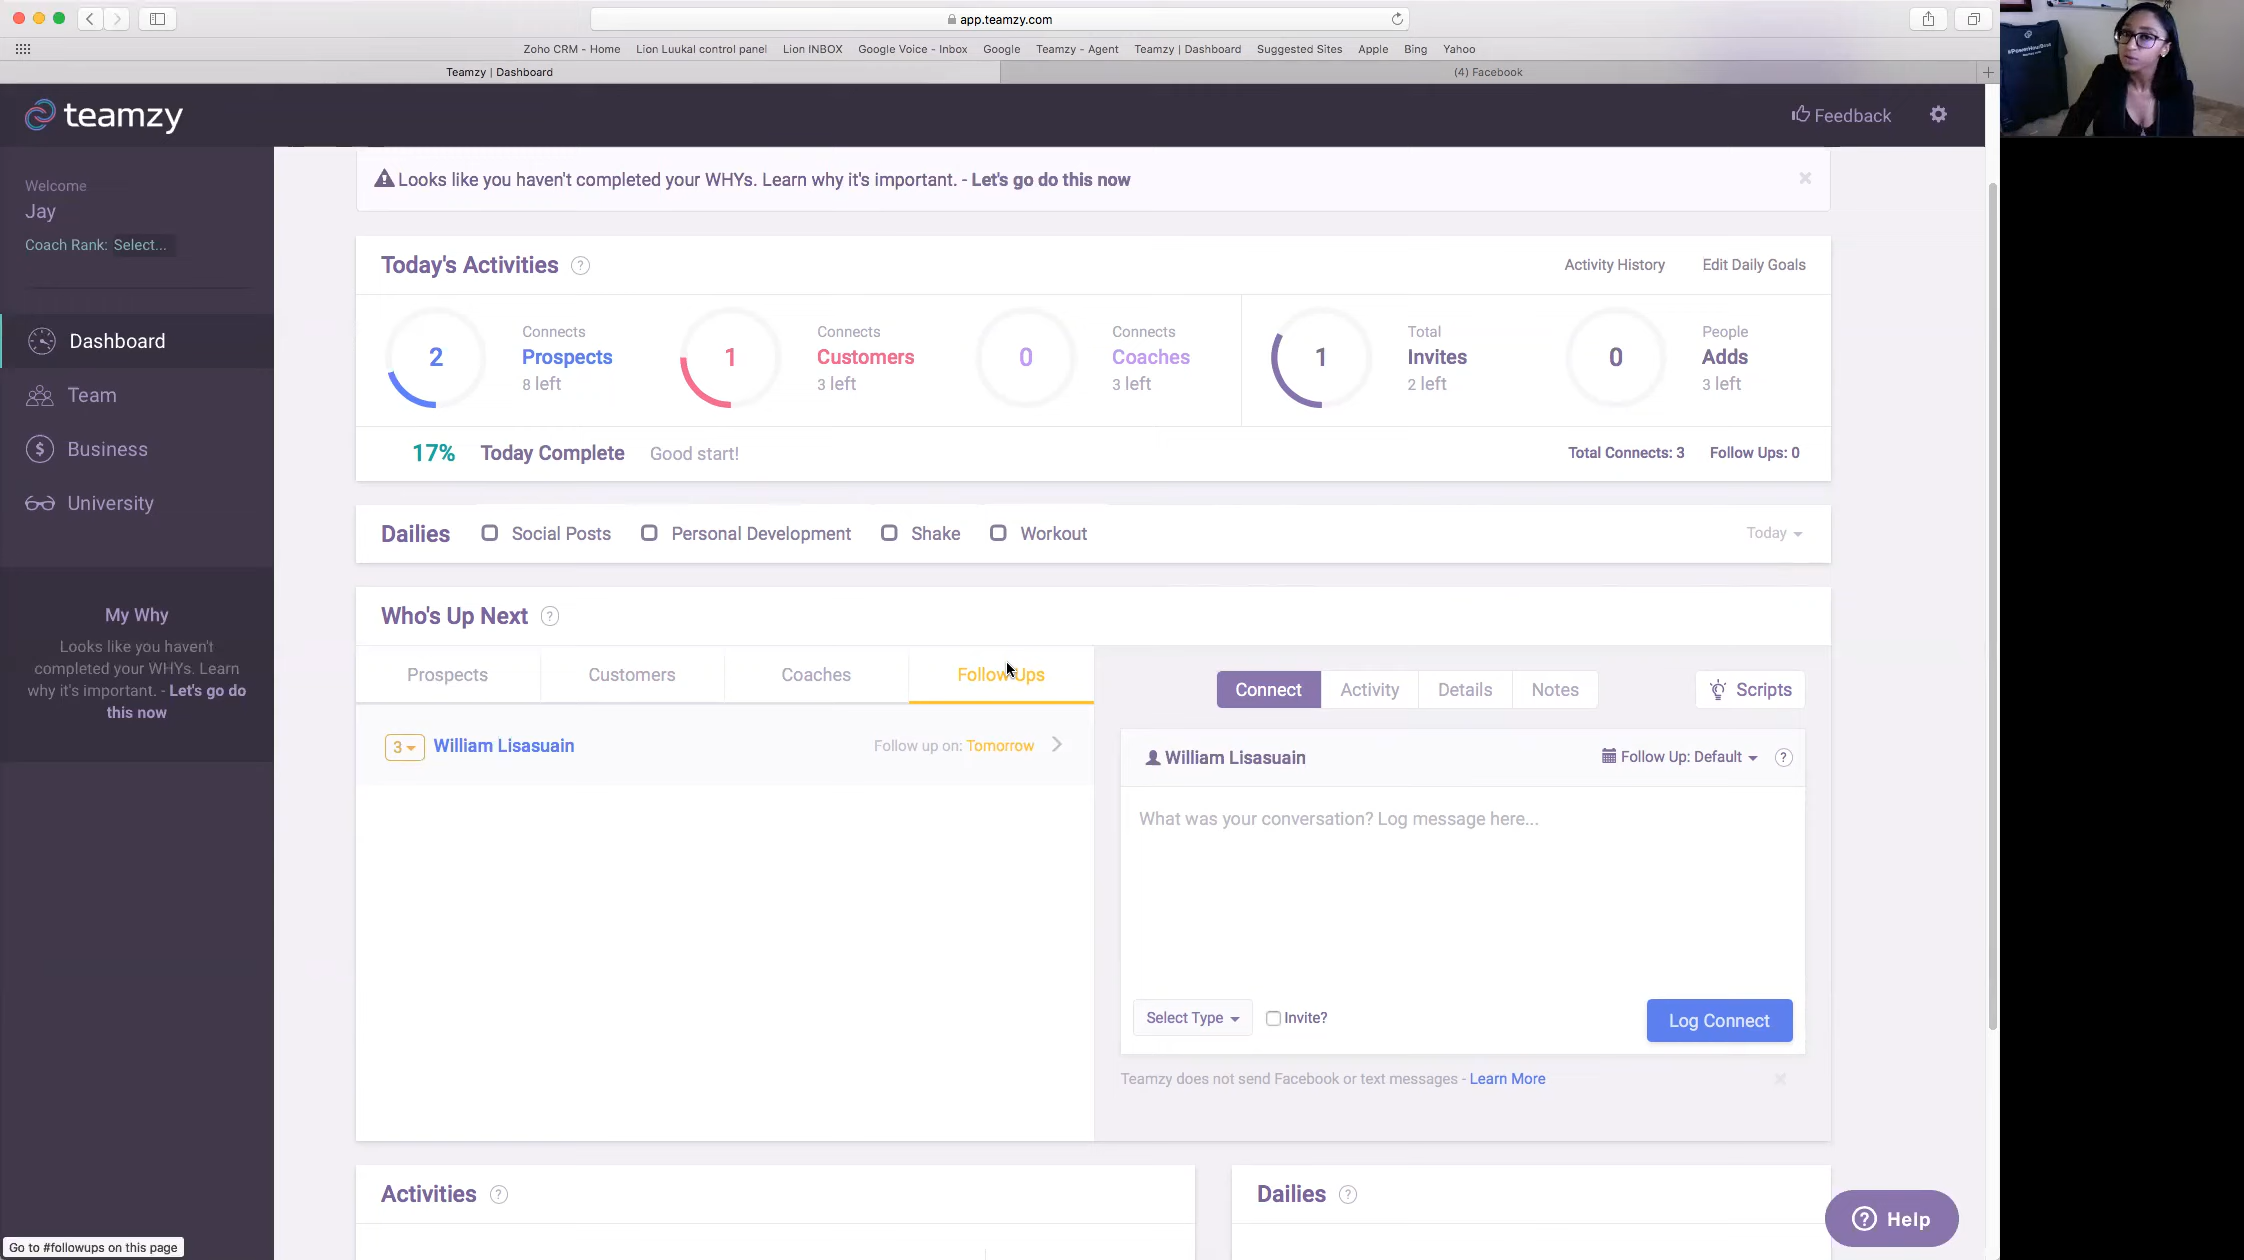 app.teamzy.com
Zoho CRM - Home Lion Luukal control panel Lion INBOX Google Voice - Inbox Google Teamzy - Agent Teamzy | Dashboard Suggested Sites Apple Bing Yahoo
Teamzy | Dashboard (4) Facebook
teamzy
Feedback
Welcome
Jay
Coach Rank: Select...
Dashboard
Team
Business
University
My Why
Looks like you haven't
completed your WHYs. Learn
why it's important. - Let's go do
this now
Looks like you haven't completed your WHYs. Learn why it's important. - Let's go do this now
Today's Activities ?
Activity History Edit Daily Goals
2
Connects
Prospects
8 left
1
Connects
Customers
3 left
0
Connects
Coaches
3 left
1
Total
Invites
2 left
0
People
Adds
3 left
17% Today Complete Good start!
Total Connects: 3 Follow Ups: 0
Dailies Social Posts Personal Development Shake Workout Today
Who's Up Next ?
Prospects Customers Coaches Follow Ups
3 William Lisasuain Follow up on: Tomorrow
Connect Activity Details Notes Scripts
William Lisasuain Follow Up: Default ?
What was your conversation? Log message here...
Select Type Invite? Log Connect
Teamzy does not send Facebook or text messages - Learn More
Activities ?
Dailies ?
? Help
Go to #followups on this page